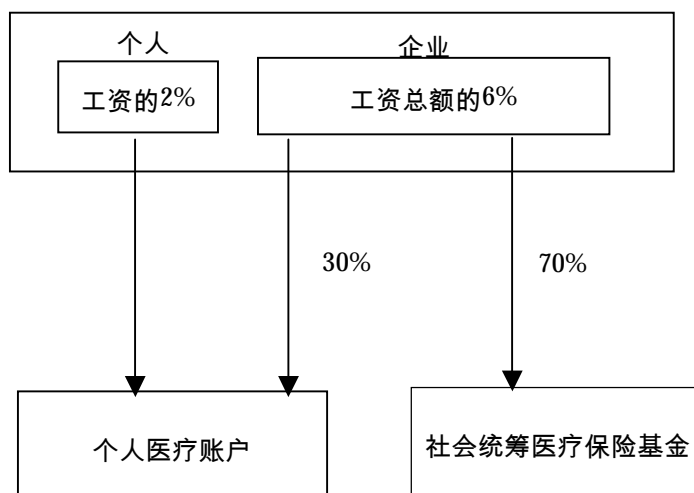 个人
企业
工资的2%
工资总额的6%
30%
70%
个人医疗账户
社会统筹医疗保险基金